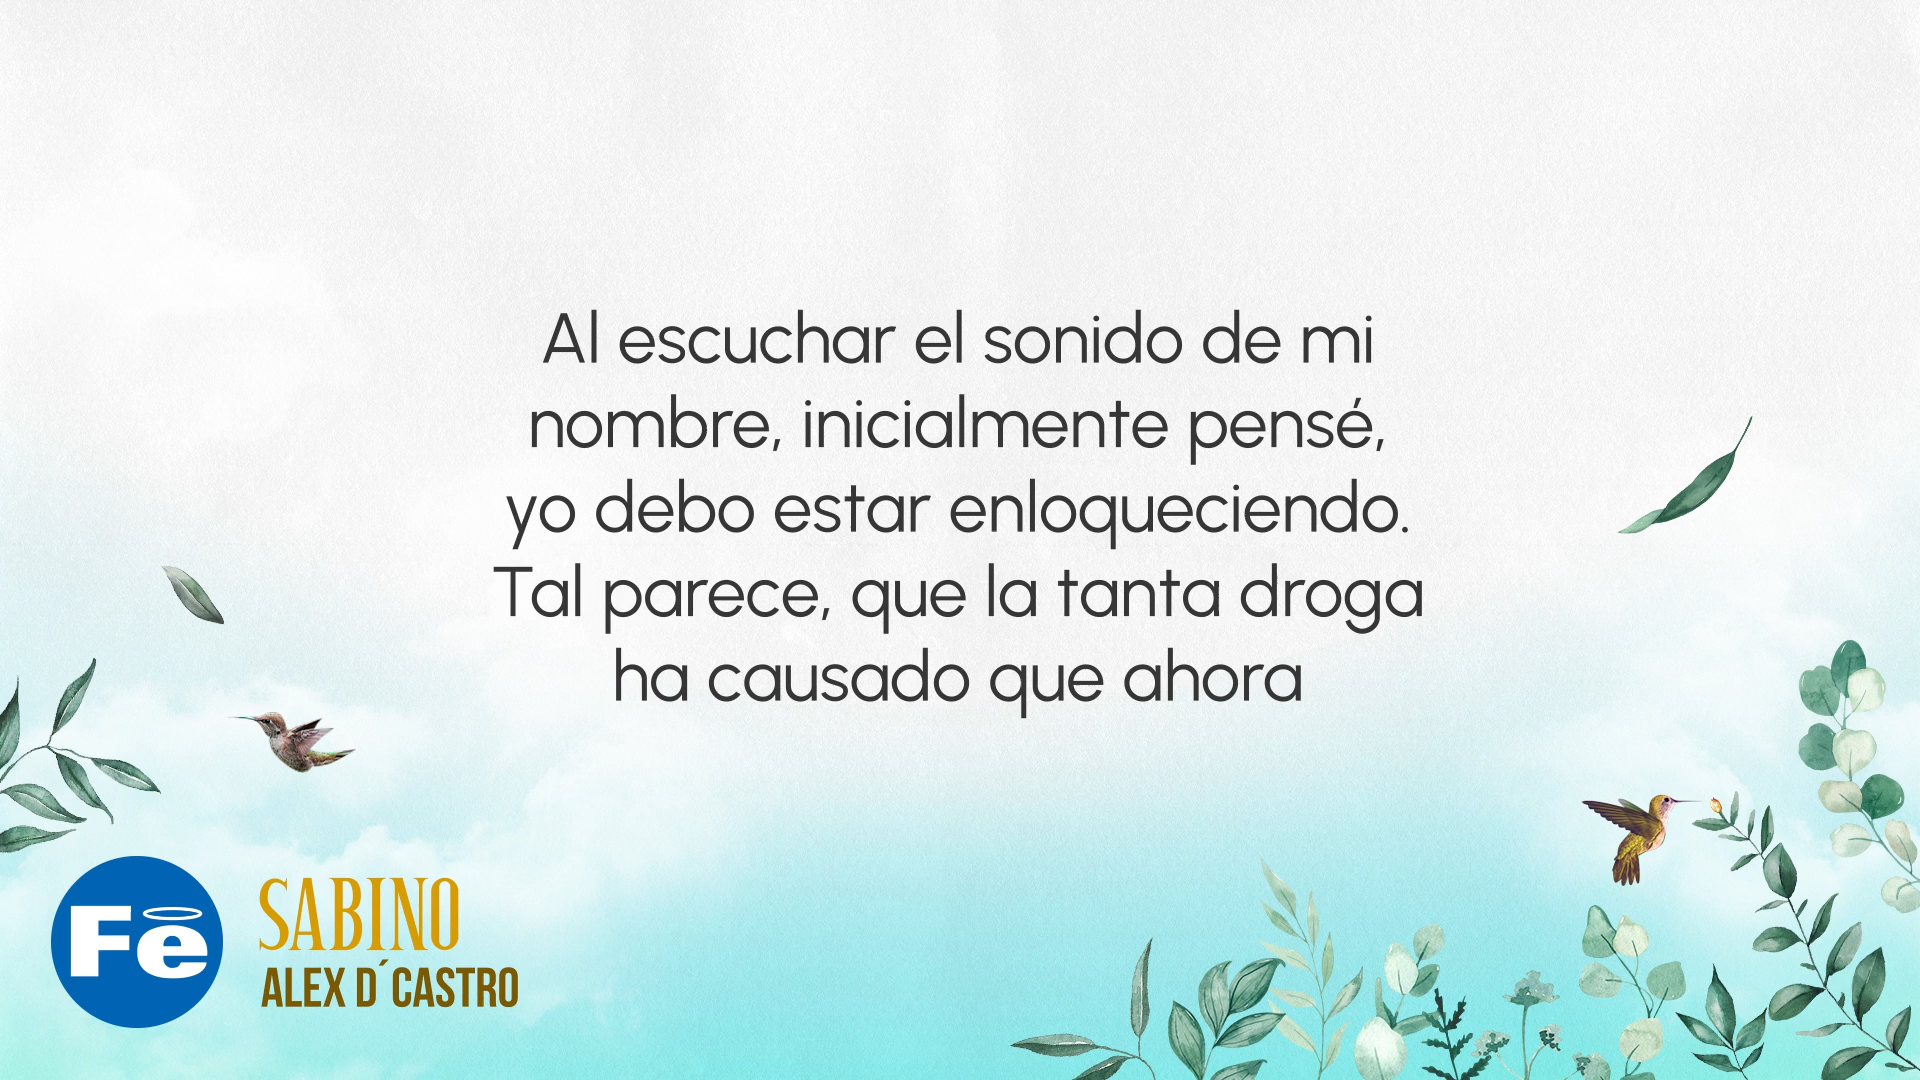 Al escuchar el sonido de mi
nombre, inicialmente pensé,
yo debo estar enloqueciendo.
Tal parece, que la tanta droga
ha causado que ahora
Fe
SABINO
ALEX D´CASTRO